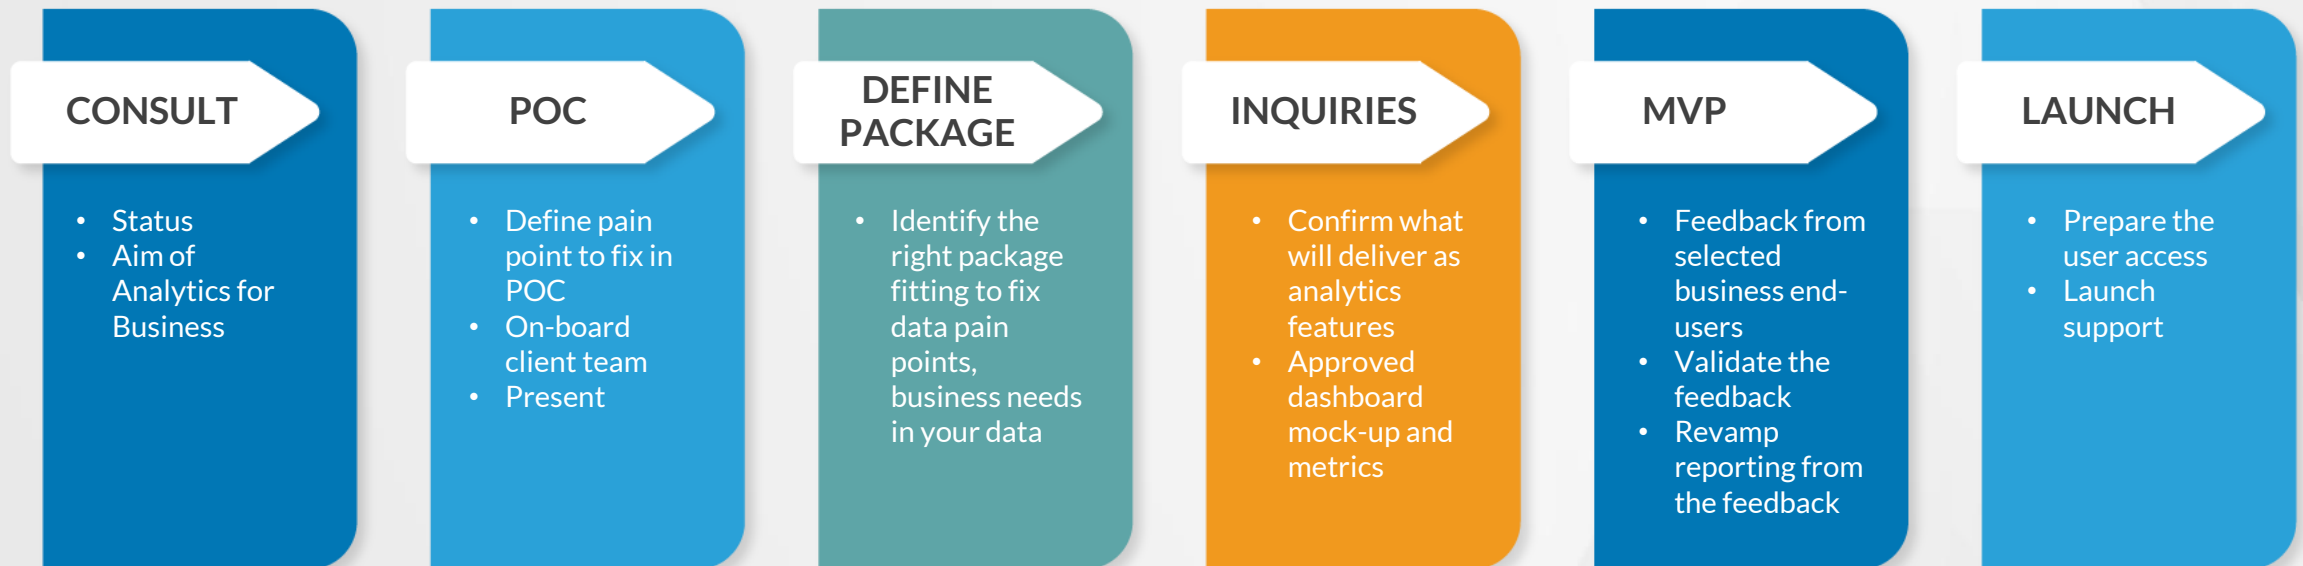 CONSULT
• Status
• Aim of
Analytics for
Business
POC
• Define pain
point to fix in
POC
• On-board
client team
• Present
DEFINE
PACKAGE
• Identify the
right package
fitting to fix
data pain
points,
business needs
in your data
INQUIRIES
• Confirm what
will deliver as
analytics
features
• Approved
dashboard
mock-up and
metrics
MVP
• Feedback from
selected
business end-
users
• Validate the
feedback
• Revamp
reporting from
the feedback
LAUNCH
• Prepare the
user access
• Launch
support